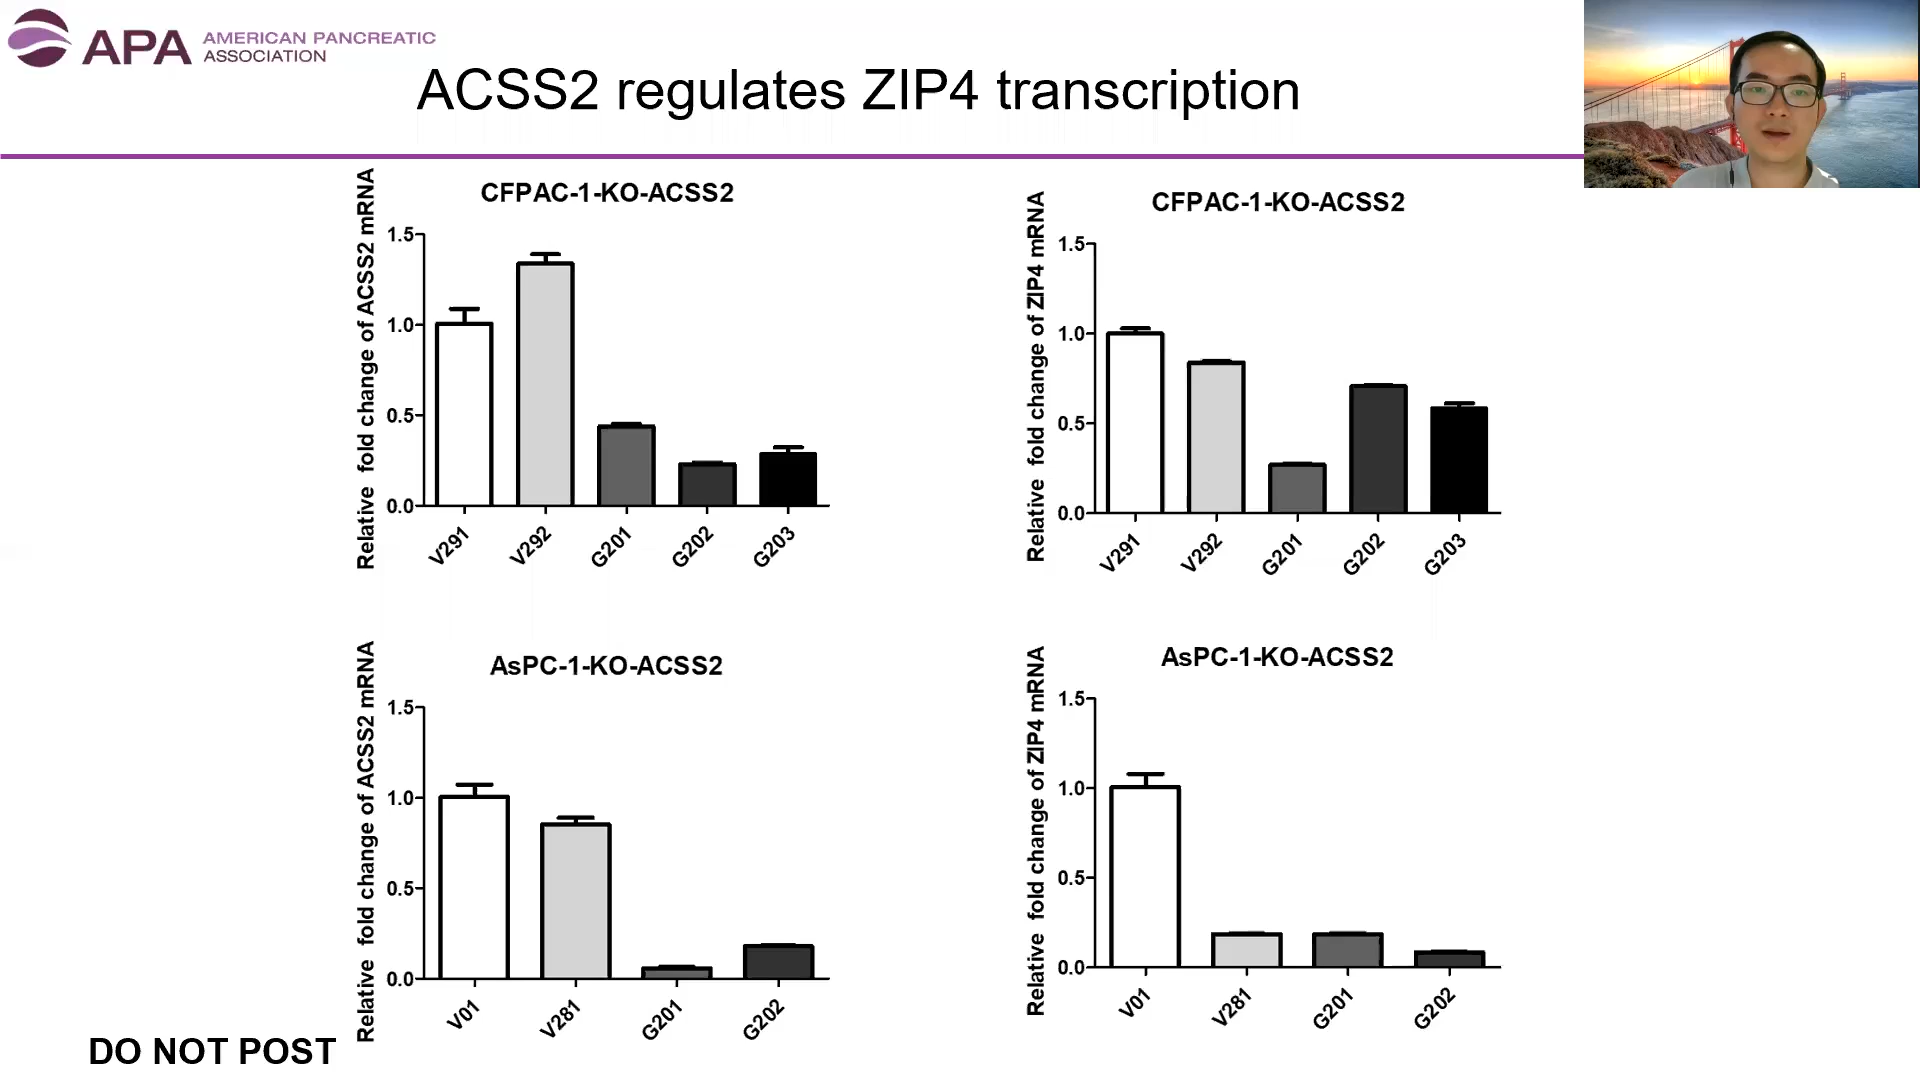 APA AMERICAN PANCREATIC
ASSOCIATION
ACSS2 regulates ZIP4 transcription
CFPAC-1-KO-ACSS2
Relative fold change of ACSS2 mRNA
1.5
1.0
0.5
0.0
V291
V292
G201
G202
G203
CFPAC-1-KO-ACSS2
Relative fold change of ZIP4 mRNA
1.5
1.0
0.5
0.0
V291
V292
G201
G202
G203
AsPC-1-KO-ACSS2
Relative fold change of ACSS2 mRNA
1.5
1.0
0.5
0.0
V01
V281
G201
G202
AsPC-1-KO-ACSS2
Relative fold change of ZIP4 mRNA
1.5
1.0
0.5
0.0
V01
V281
G201
G202
DO NOT POST